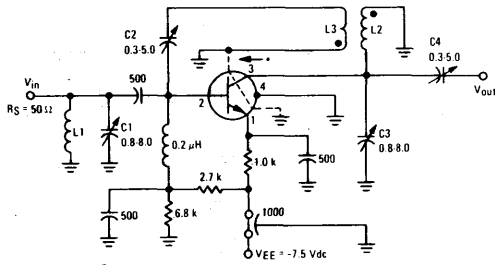 L3
L2
C2
0.3-5.0
C4
0.3-5.0
Vin
500
3
4
2
1
Vout
RS = 50 Ω
L1
C1
0.8-8.0
0.2 μH
1.0 k
500
C3
0.8-8.0
2.7 k
500
6.8 k
1000
VEE = -7.5 Vdc